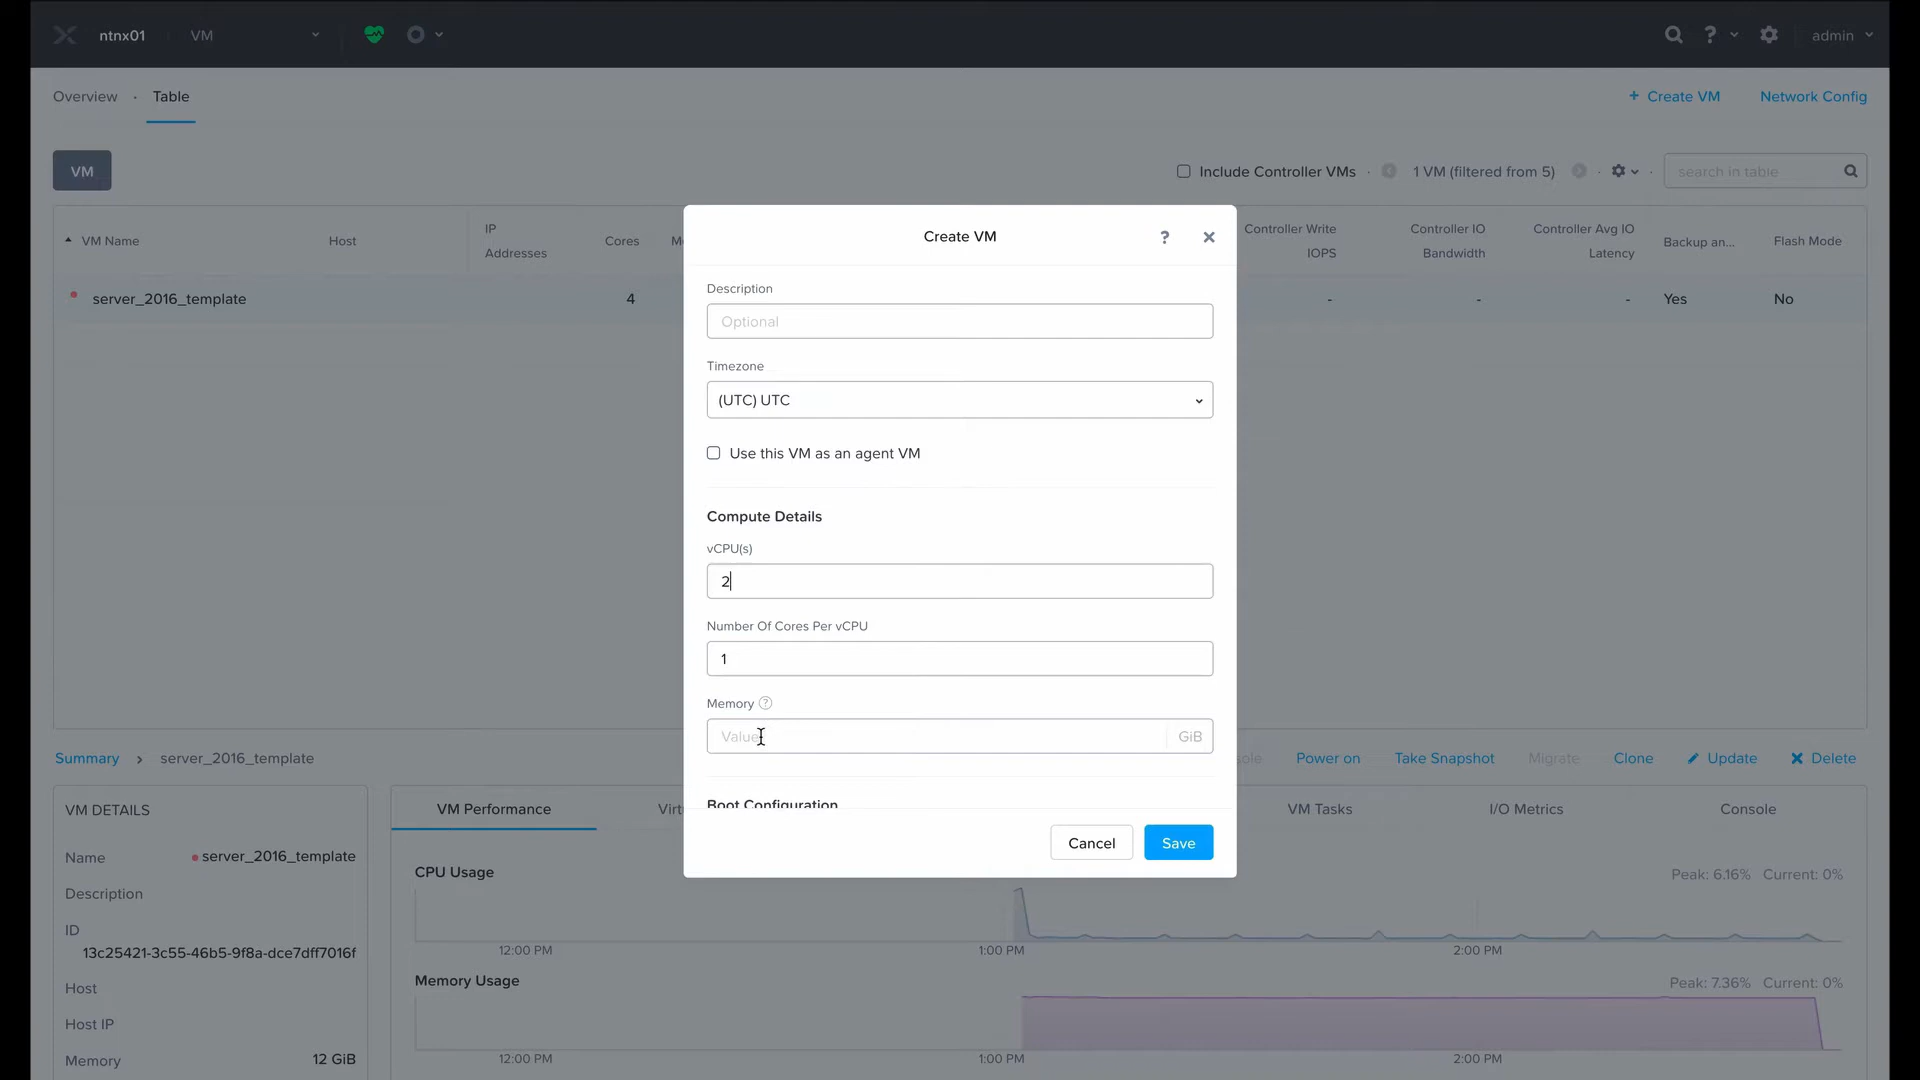 ntnx01 VM admin
Overview · Table + Create VM Network Config
VM Include Controller VMs · 1 VM (filtered from 5) · · search in table
VM Name Host IP Addresses Cores Controller Write IOPS Controller IO Bandwidth Controller Avg IO Latency Backup an... Flash Mode
server_2016_template 4 - - - Yes No
Create VM ?
Description
Optional
Timezone
(UTC) UTC
Use this VM as an agent VM
Compute Details
vCPU(s)
2
Number Of Cores Per vCPU
1
Memory ?
Value GiB
Boot Configuration
Cancel Save
Summary > server_2016_template Power on Take Snapshot Migrate Clone Update Delete
VM DETAILS
Name server_2016_template
Description
ID
13c25421-3c55-46b5-9f8a-dce7dff7016f
Host
Host IP
Memory 12 GiB
VM Performance Virt VM Tasks I/O Metrics Console
CPU Usage Peak: 6.16% Current: 0%
12:00 PM 1:00 PM 2:00 PM
Memory Usage Peak: 7.36% Current: 0%
12:00 PM 1:00 PM 2:00 PM